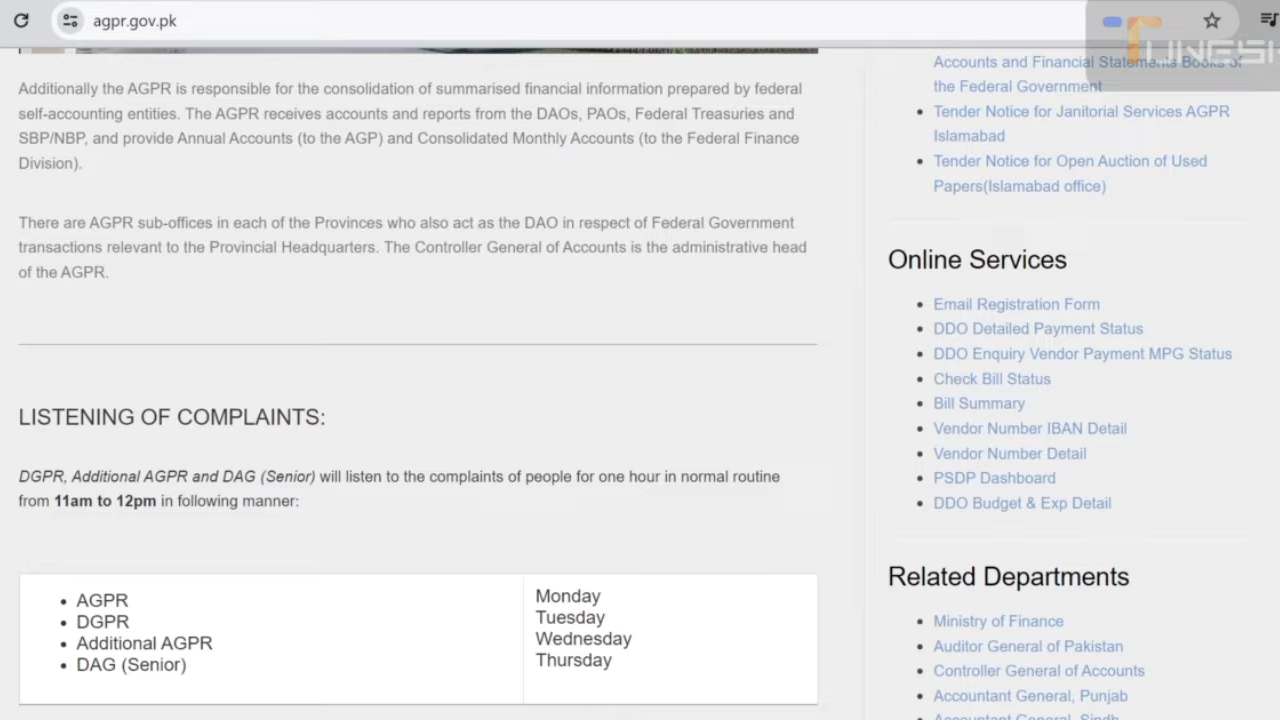 agpr.gov.pk
Additionally the AGPR is responsible for the consolidation of summarised financial information prepared by federal
self-accounting entities. The AGPR receives accounts and reports from the DAOs, PAOs, Federal Treasuries and
SBP/NBP, and provide Annual Accounts (to the AGP) and Consolidated Monthly Accounts (to the Federal Finance
Division).
There are AGPR sub-offices in each of the Provinces who also act as the DAO in respect of Federal Government
transactions relevant to the Provincial Headquarters. The Controller General of Accounts is the administrative head
of the AGPR.
LISTENING OF COMPLAINTS:
DGPR, Additional AGPR and DAG (Senior) will listen to the complaints of people for one hour in normal routine
from 11am to 12pm in following manner:
• AGPR
• DGPR
• Additional AGPR
• DAG (Senior)
Monday
Tuesday
Wednesday
Thursday
Accounts and Financial Statements Books of
the Federal Government
• Tender Notice for Janitorial Services AGPR
Islamabad
• Tender Notice for Open Auction of Used
Papers(Islamabad office)
Online Services
• Email Registration Form
• DDO Detailed Payment Status
• DDO Enquiry Vendor Payment MPG Status
• Check Bill Status
• Bill Summary
• Vendor Number IBAN Detail
• Vendor Number Detail
• PSDP Dashboard
• DDO Budget & Exp Detail
Related Departments
• Ministry of Finance
• Auditor General of Pakistan
• Controller General of Accounts
• Accountant General, Punjab
Accountant General, Sindh